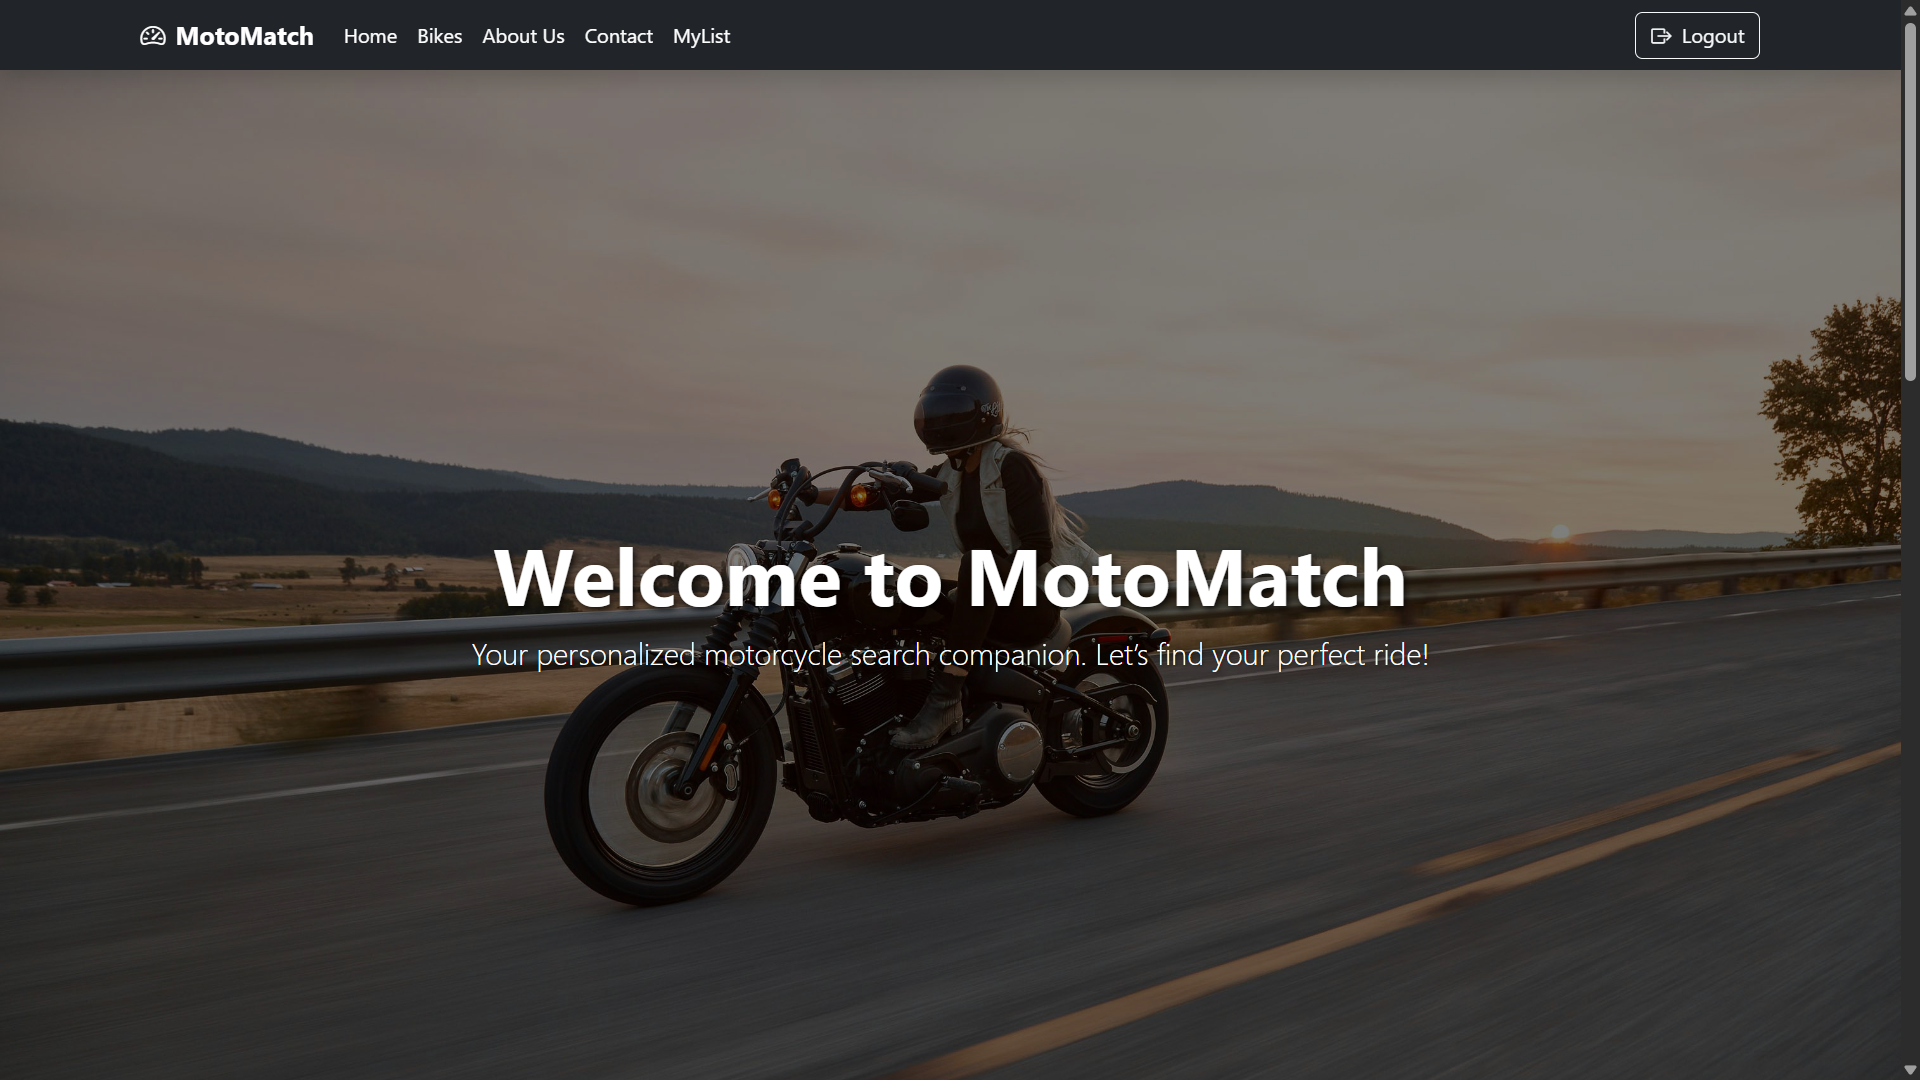 MotoMatch
Home
Bikes
About Us
Contact
MyList
Logout
Welcome to MotoMatch
Your personalized motorcycle search companion. Let’s find your perfect ride!